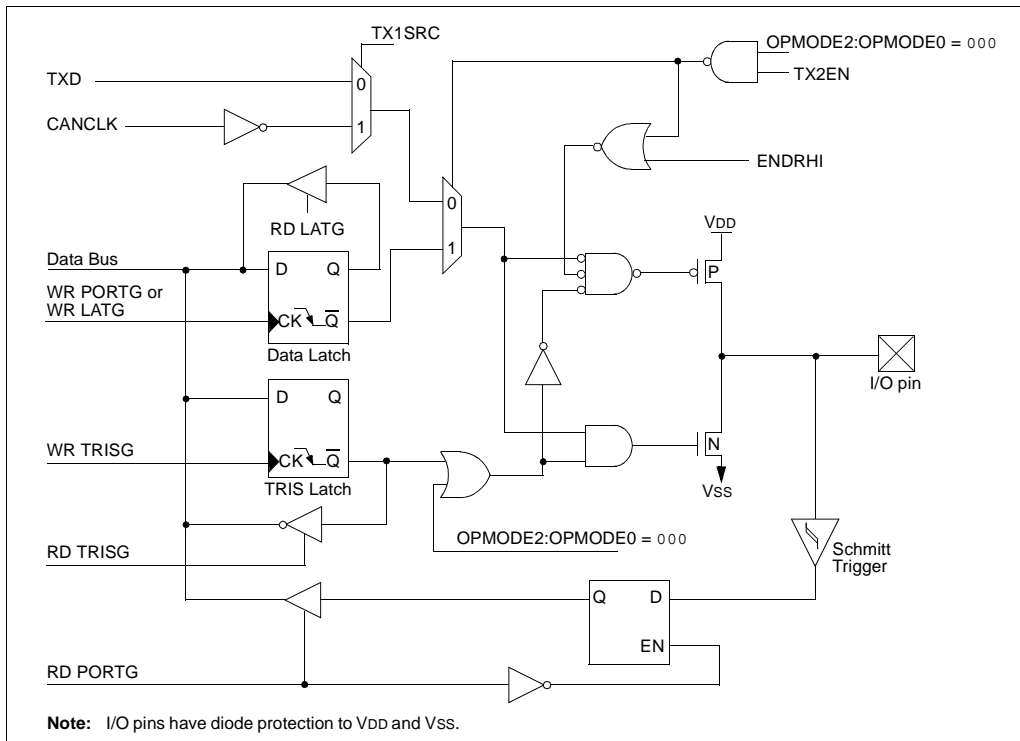 TX1SRC
OPMODE2:OPMODE0 = 000
TXD
0
TX2EN
CANCLK
1
ENDRHI
0
RD LATG
1
VDD
Data Bus
D
Q
P
WR PORTG or
WR LATG
CK
Q
Data Latch
I/O pin
D
Q
WR TRISG
CK
Q
N
TRIS Latch
VSS
OPMODE2:OPMODE0 = 000
RD TRISG
Schmitt
Trigger
Q
D
EN
RD PORTG
Note: I/O pins have diode protection to VDD and VSS.